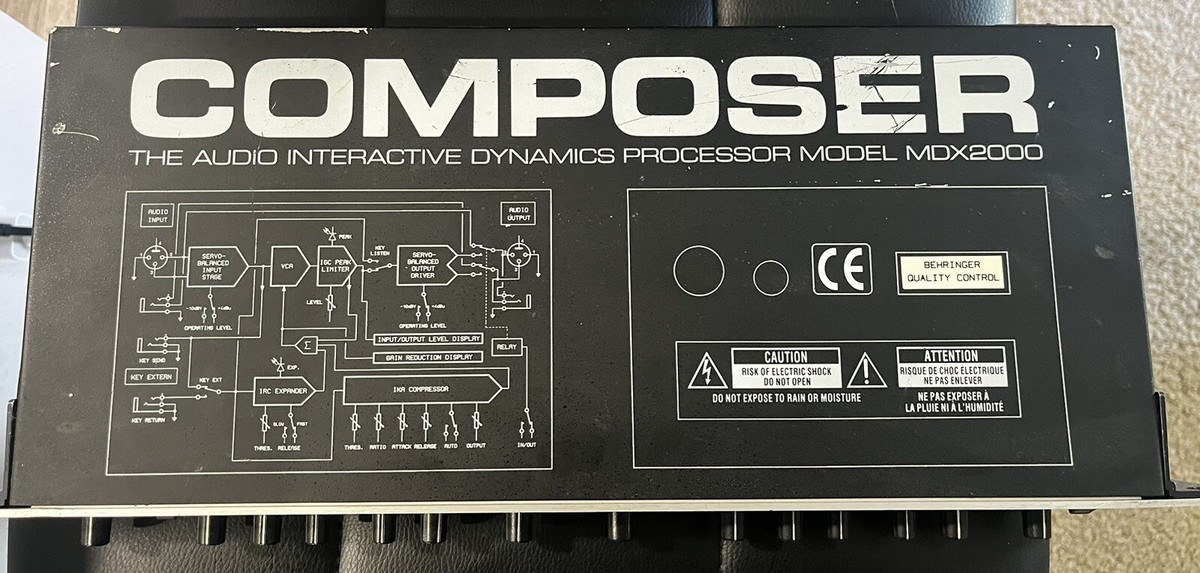 COMPOSER
THE AUDIO INTERACTIVE DYNAMICS PROCESSOR MODEL MDX2000
AUDIO
INPUT
AUDIO
OUTPUT
PEAK
KEY
LISTEN
SERVO-
BALANCED
INPUT
STAGE
VCA
IGC PEAK
LIMITER
SERVO-
BALANCED
OUTPUT
DRIVER
LEVEL
-10dBV
+4dBu
OPERATING LEVEL
-10dBV
+4dBu
OPERATING LEVEL
INPUT/OUTPUT LEVEL DISPLAY
Σ
RELAY
GAIN REDUCTION DISPLAY
KEY SEND
KEY EXTERN
KEY EXT
EXP.
IRC EXPANDER
IKA COMPRESSOR
KEY RETURN
SLOW
FAST
THRES.
RELEASE
THRES.
RATIO
ATTACK
RELEASE
AUTO
OUTPUT
IN/OUT
CE
BEHRINGER
QUALITY CONTROL
CAUTION
RISK OF ELECTRIC SHOCK
DO NOT OPEN
DO NOT EXPOSE TO RAIN OR MOISTURE
ATTENTION
RISQUE DE CHOC ÉLECTRIQUE
NE PAS ENLEVER
NE PAS EXPOSER À
LA PLUIE NI À L'HUMIDITÉ